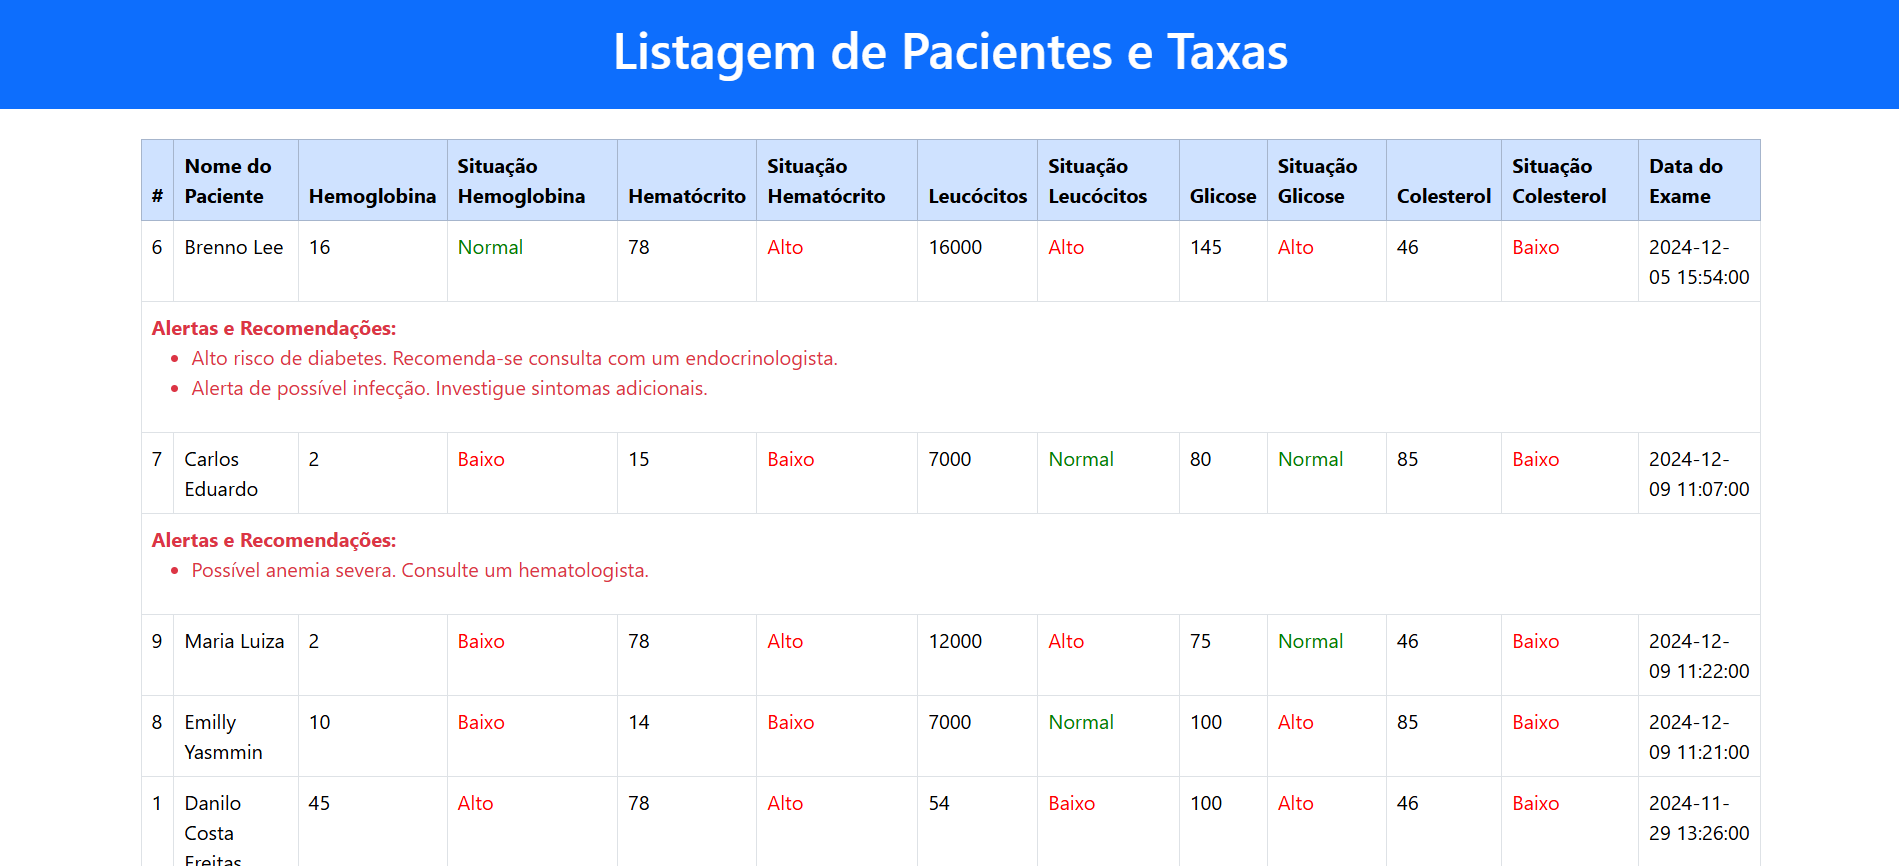 Listagem de Pacientes e Taxas
# Nome do Paciente Hemoglobina Situação Hemoglobina Hematócrito Situação Hematócrito Leucócitos Situação Leucócitos Glicose Situação Glicose Colesterol Situação Colesterol Data do Exame
6 Brenno Lee 16 Normal 78 Alto 16000 Alto 145 Alto 46 Baixo 2024-12-05 15:54:00
Alertas e Recomendações:
• Alto risco de diabetes. Recomenda-se consulta com um endocrinologista.
• Alerta de possível infecção. Investigue sintomas adicionais.
7 Carlos Eduardo 2 Baixo 15 Baixo 7000 Normal 80 Normal 85 Baixo 2024-12-09 11:07:00
Alertas e Recomendações:
• Possível anemia severa. Consulte um hematologista.
9 Maria Luiza 2 Baixo 78 Alto 12000 Alto 75 Normal 46 Baixo 2024-12-09 11:22:00
8 Emilly Yasmmin 10 Baixo 14 Baixo 7000 Normal 100 Alto 85 Baixo 2024-12-09 11:21:00
1 Danilo Costa Freitas 45 Alto 78 Alto 54 Baixo 100 Alto 46 Baixo 2024-11-29 13:26:00